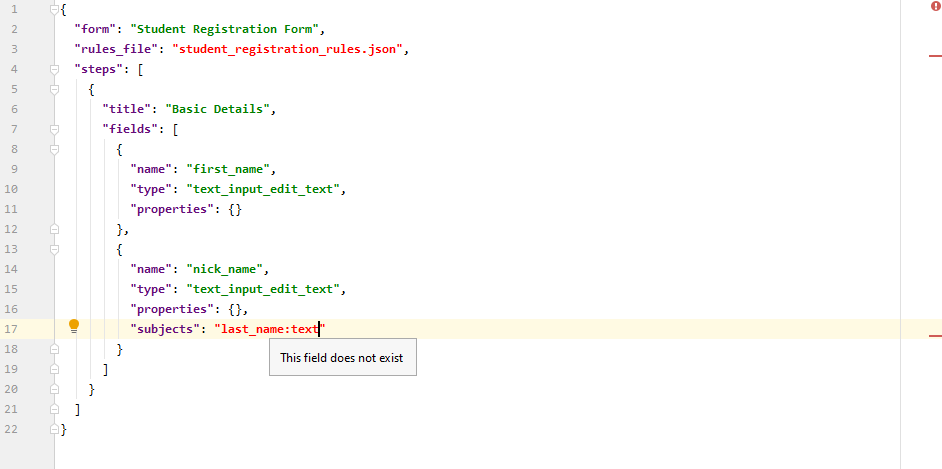 1 {
2 "form": "Student Registration Form",
3 "rules_file": "student_registration_rules.json",
4 "steps": [
5 {
6 "title": "Basic Details",
7 "fields": [
8 {
9 "name": "first_name",
10 "type": "text_input_edit_text",
11 "properties": {}
12 },
13 {
14 "name": "nick_name",
15 "type": "text_input_edit_text",
16 "properties": {},
17 "subjects": "last_name:text"
18 }
This field does not exist
19 ]
20 }
21 ]
22 }